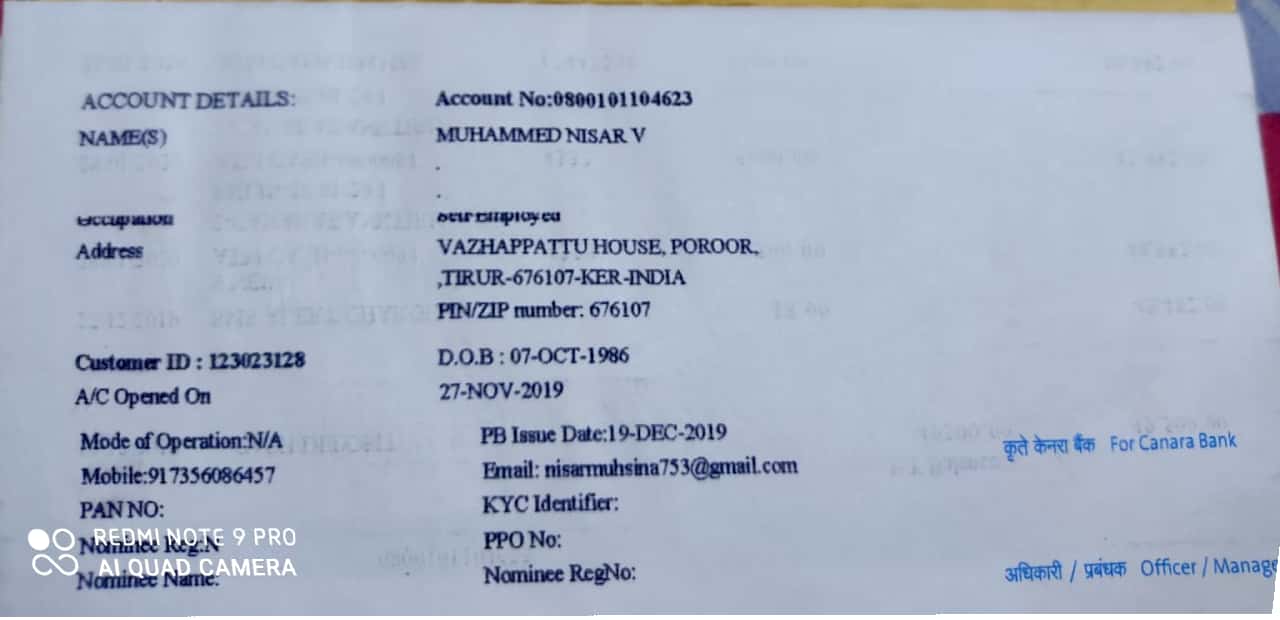 ACCOUNT DETAILS: Account No:0800101104623
NAME(S) MUHAMMED NISAR V
.
.
Occupation Self Employed
Address VAZHAPPATTU HOUSE, POROOR,
,TIRUR-676107-KER-INDIA
PIN/ZIP number: 676107
Customer ID : 123023128 D.O.B : 07-OCT-1986
A/C Opened On 27-NOV-2019
Mode of Operation:N/A PB Issue Date:19-DEC-2019
कृते केनरा बैंक For Canara Bank
Mobile:917356086457 Email: nisarmuhsina753@gmail.com
PAN NO: KYC Identifier:
REDMI NOTE 9 PRO
Nominee Reg:N PPO No:
AI QUAD CAMERA
Nominee Name: Nominee RegNo:
अधिकारी / प्रबंधक Officer / Manage